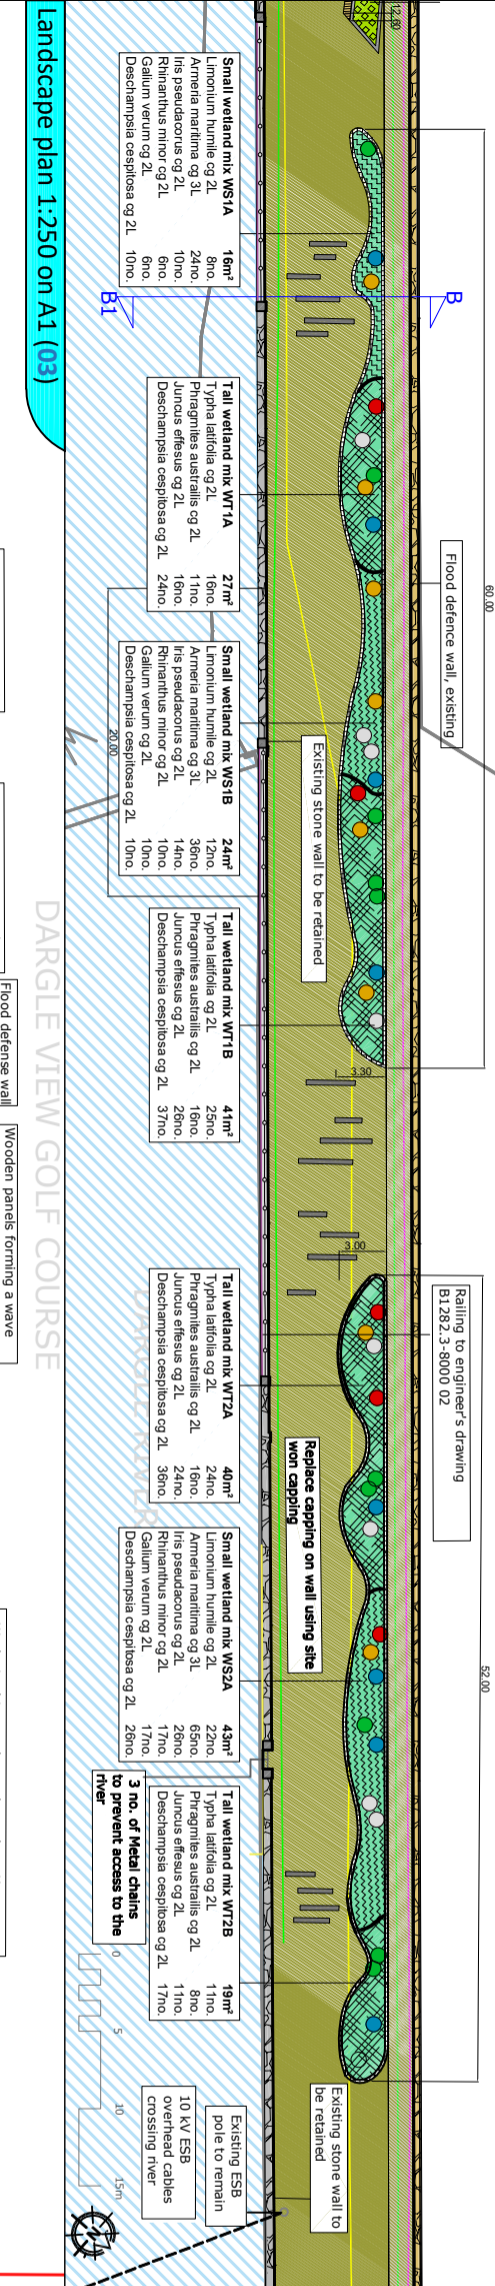 12.60
60.00
Flood defence wall, existing
Small wetland mix WS1A 16m²
Limonium humile cg 2L 8no.
Armeria maritima cg 3L 24no.
Iris pseudacorus cg 2L 10no.
Rhinanthus minor cg 2L 6no.
Galium verum cg 2L 6no.
Deschampsia cespitosa cg 2L 10no.
B
B1
Tall wetland mix WT1A 27m²
Typha latifolia cg 2L 16no.
Phragmites australis cg 2L 11no.
Juncus effesus cg 2L 16no.
Deschampsia cespitosa cg 2L 24no.
Small wetland mix WS1B 24m²
Limonium humile cg 2L 12no.
Armeria maritima cg 3L 36no.
Iris pseudacorus cg 2L 14no.
Rhinanthus minor cg 2L 10no.
Galium verum cg 2L 10no.
Deschampsia cespitosa cg 2L 10no.
20.00
Existing stone wall to be retained
Tall wetland mix WT1B 41m²
Typha latifolia cg 2L 25no.
Phragmites australis cg 2L 16no.
Juncus effesus cg 2L 26no.
Deschampsia cespitosa cg 2L 37no.
3.30
3.00
Railing to engineer's drawing
B1282.3-8000 02
Tall wetland mix WT2A 40m²
Typha latifolia cg 2L 24no.
Phragmites australis cg 2L 16no.
Juncus effesus cg 2L 24no.
Deschampsia cespitosa cg 2L 36no.
Replace capping on wall using site
won capping
52.00
Small wetland mix WS2A 43m²
Limonium humile cg 2L 22no.
Armeria maritima cg 3L 65no.
Iris pseudacorus cg 2L 26no.
Rhinanthus minor cg 2L 17no.
Galium verum cg 2L 17no.
Deschampsia cespitosa cg 2L 26no.
Tall wetland mix WT2B 19m²
Typha latifolia cg 2L 11no.
Phragmites australis cg 2L 8no.
Juncus effesus cg 2L 11no.
Deschampsia cespitosa cg 2L 17no.
3 no. of Metal chains
to prevent access to the
river
Existing stone wall to
be retained
Existing ESB
pole to remain
10 kV ESB
overhead cables
crossing river
0 5 10 15m
N
DARGLE RIVER
Landscape plan 1:250 on A1 (03)
DARGLE VIEW GOLF COURSE
Flood defense wall
Wooden panels forming a wave